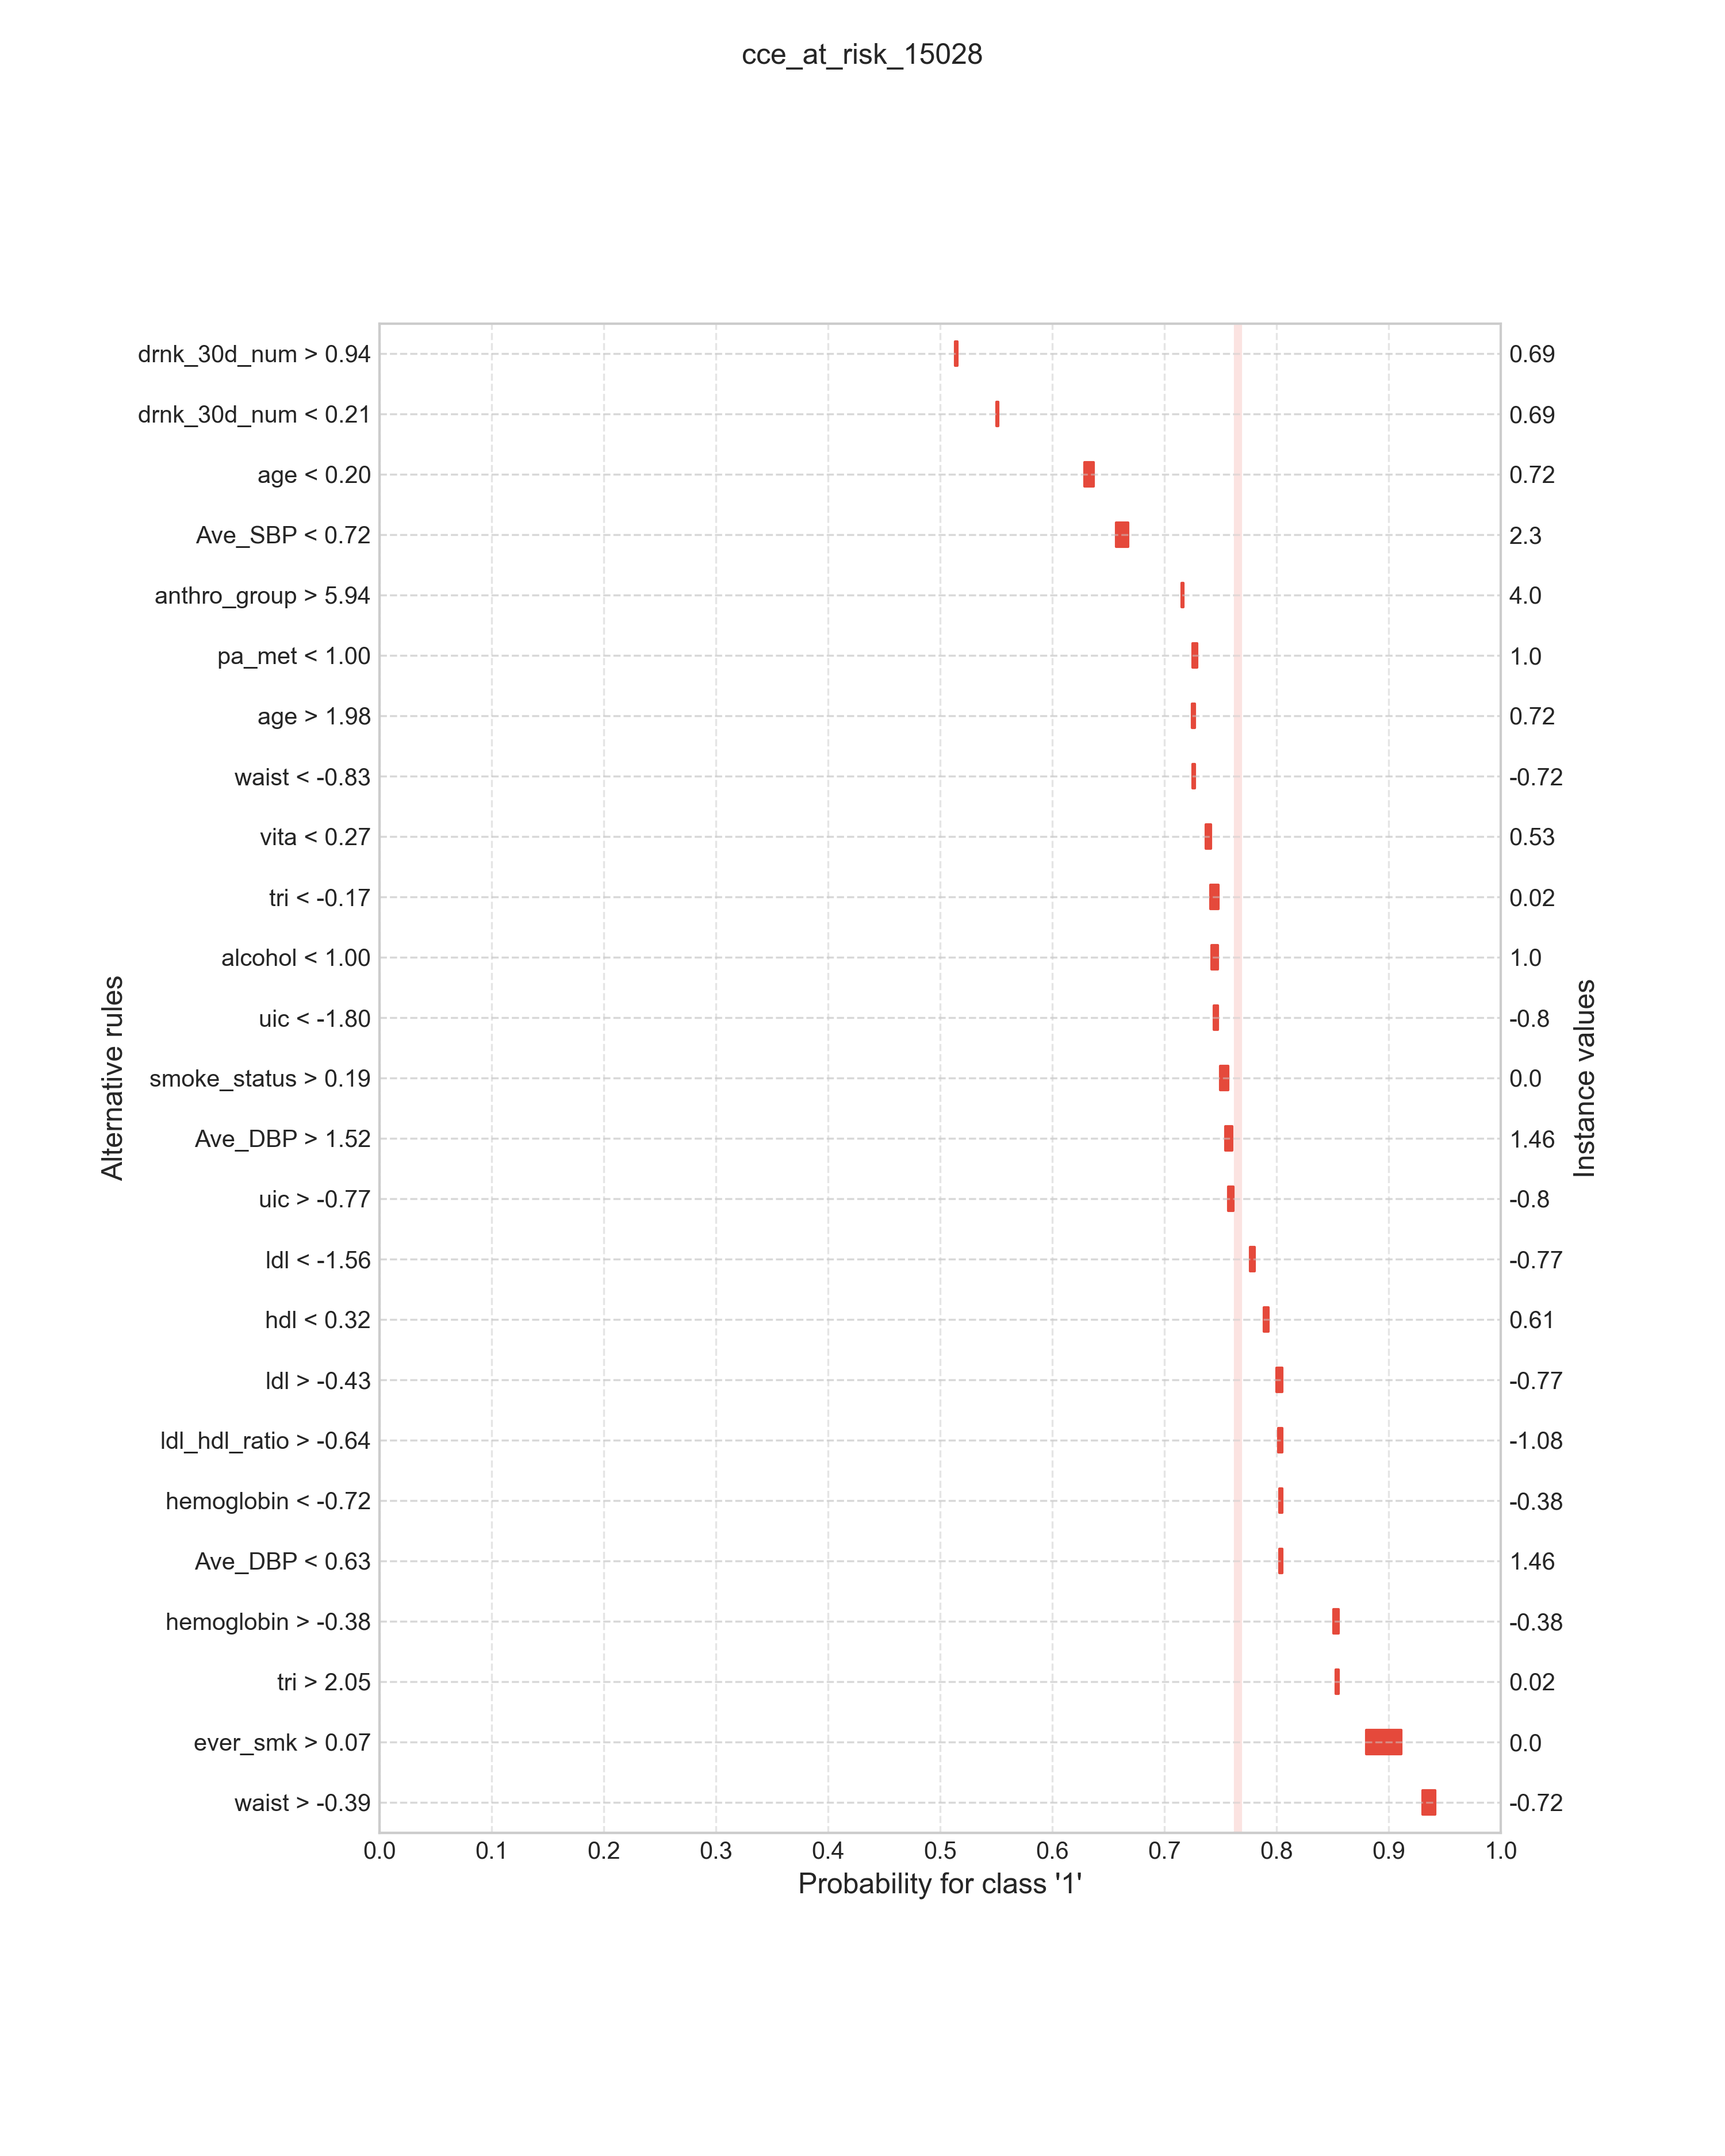 cce_at_risk_15028
drnk_30d_num > 0.94 0.69
drnk_30d_num < 0.21 0.69
age < 0.20 0.72
Ave_SBP < 0.72 2.3
anthro_group > 5.94 4.0
pa_met < 1.00 1.0
age > 1.98 0.72
waist < -0.83 -0.72
vita < 0.27 0.53
tri < -0.17 0.02
alcohol < 1.00 1.0
uic < -1.80 -0.8
smoke_status > 0.19 0.0
Ave_DBP > 1.52 1.46
uic > -0.77 -0.8
ldl < -1.56 -0.77
hdl < 0.32 0.61
ldl > -0.43 -0.77
ldl_hdl_ratio > -0.64 -1.08
hemoglobin < -0.72 -0.38
Ave_DBP < 0.63 1.46
hemoglobin > -0.38 -0.38
tri > 2.05 0.02
ever_smk > 0.07 0.0
waist > -0.39 -0.72
Alternative rules
Instance values
0.0 0.1 0.2 0.3 0.4 0.5 0.6 0.7 0.8 0.9 1.0
Probability for class '1'